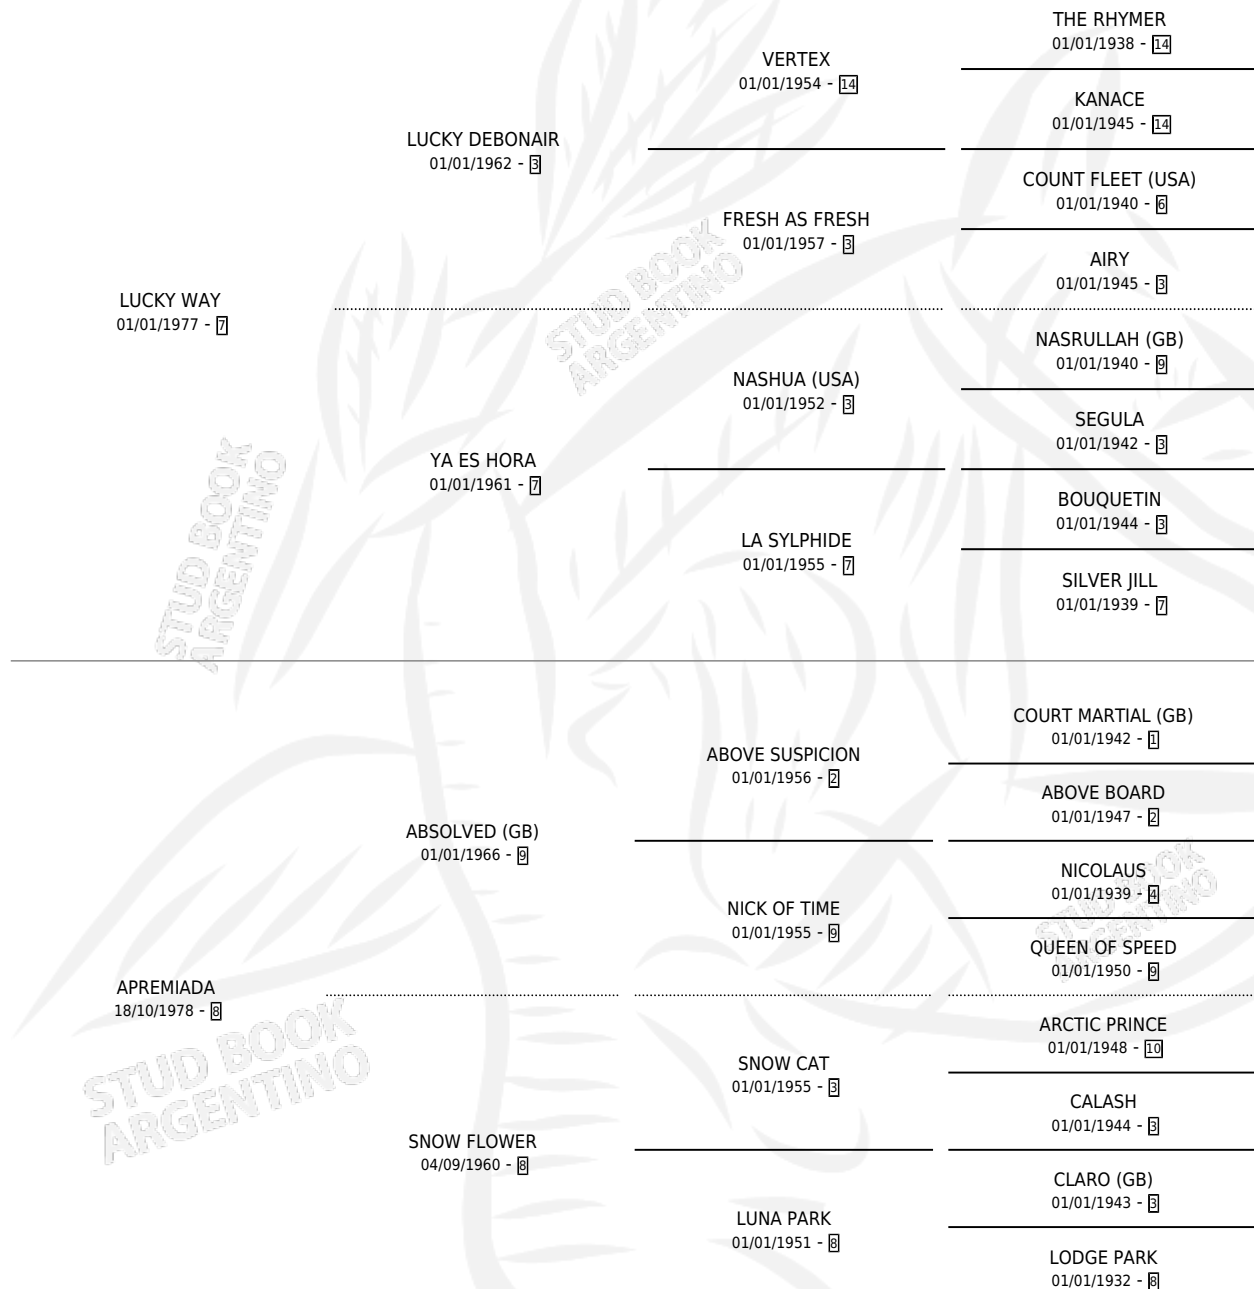 THE RHYMER
01/01/1938 - 14
VERTEX
01/01/1954 - 14
KANACE
01/01/1945 - 14
LUCKY DEBONAIR
01/01/1962 - 3
COUNT FLEET (USA)
01/01/1940 - 6
FRESH AS FRESH
01/01/1957 - 3
AIRY
01/01/1945 - 3
LUCKY WAY
01/01/1977 - 7
NASRULLAH (GB)
01/01/1940 - 9
NASHUA (USA)
01/01/1952 - 3
SEGULA
01/01/1942 - 3
YA ES HORA
01/01/1961 - 7
BOUQUETIN
01/01/1944 - 3
LA SYLPHIDE
01/01/1955 - 7
SILVER JILL
01/01/1939 - 7
COURT MARTIAL (GB)
01/01/1942 - 1
ABOVE SUSPICION
01/01/1956 - 2
ABOVE BOARD
01/01/1947 - 2
ABSOLVED (GB)
01/01/1966 - 9
NICOLAUS
01/01/1939 - 4
NICK OF TIME
01/01/1955 - 9
QUEEN OF SPEED
01/01/1950 - 9
APREMIADA
18/10/1978 - 8
ARCTIC PRINCE
01/01/1948 - 10
SNOW CAT
01/01/1955 - 3
CALASH
01/01/1944 - 3
SNOW FLOWER
04/09/1960 - 8
CLARO (GB)
01/01/1943 - 3
LUNA PARK
01/01/1951 - 8
LODGE PARK
01/01/1932 - 8
STUD BOOK
ARGENTINO
STUD BOOK
ARGENTINO
STUD BOOK
ARGENTINO
STUD BOOK
ARGENTINO